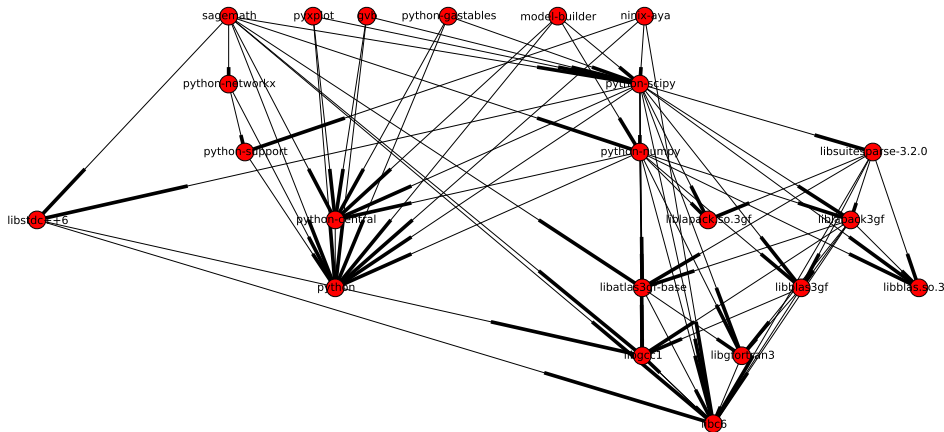 sagemath
pyxplot
gvb
python-gastables
model-builder
ninix-aya
python-networkx
python-scipy
python-support
python-numpy
libsuitesparse-3.2.0
libstdc++6
python-central
liblapack.so.3gf
liblapack3gf
python
libatlas3gf-base
libblas3gf
libblas.so.3
libgcc1
libgfortran3
libc6